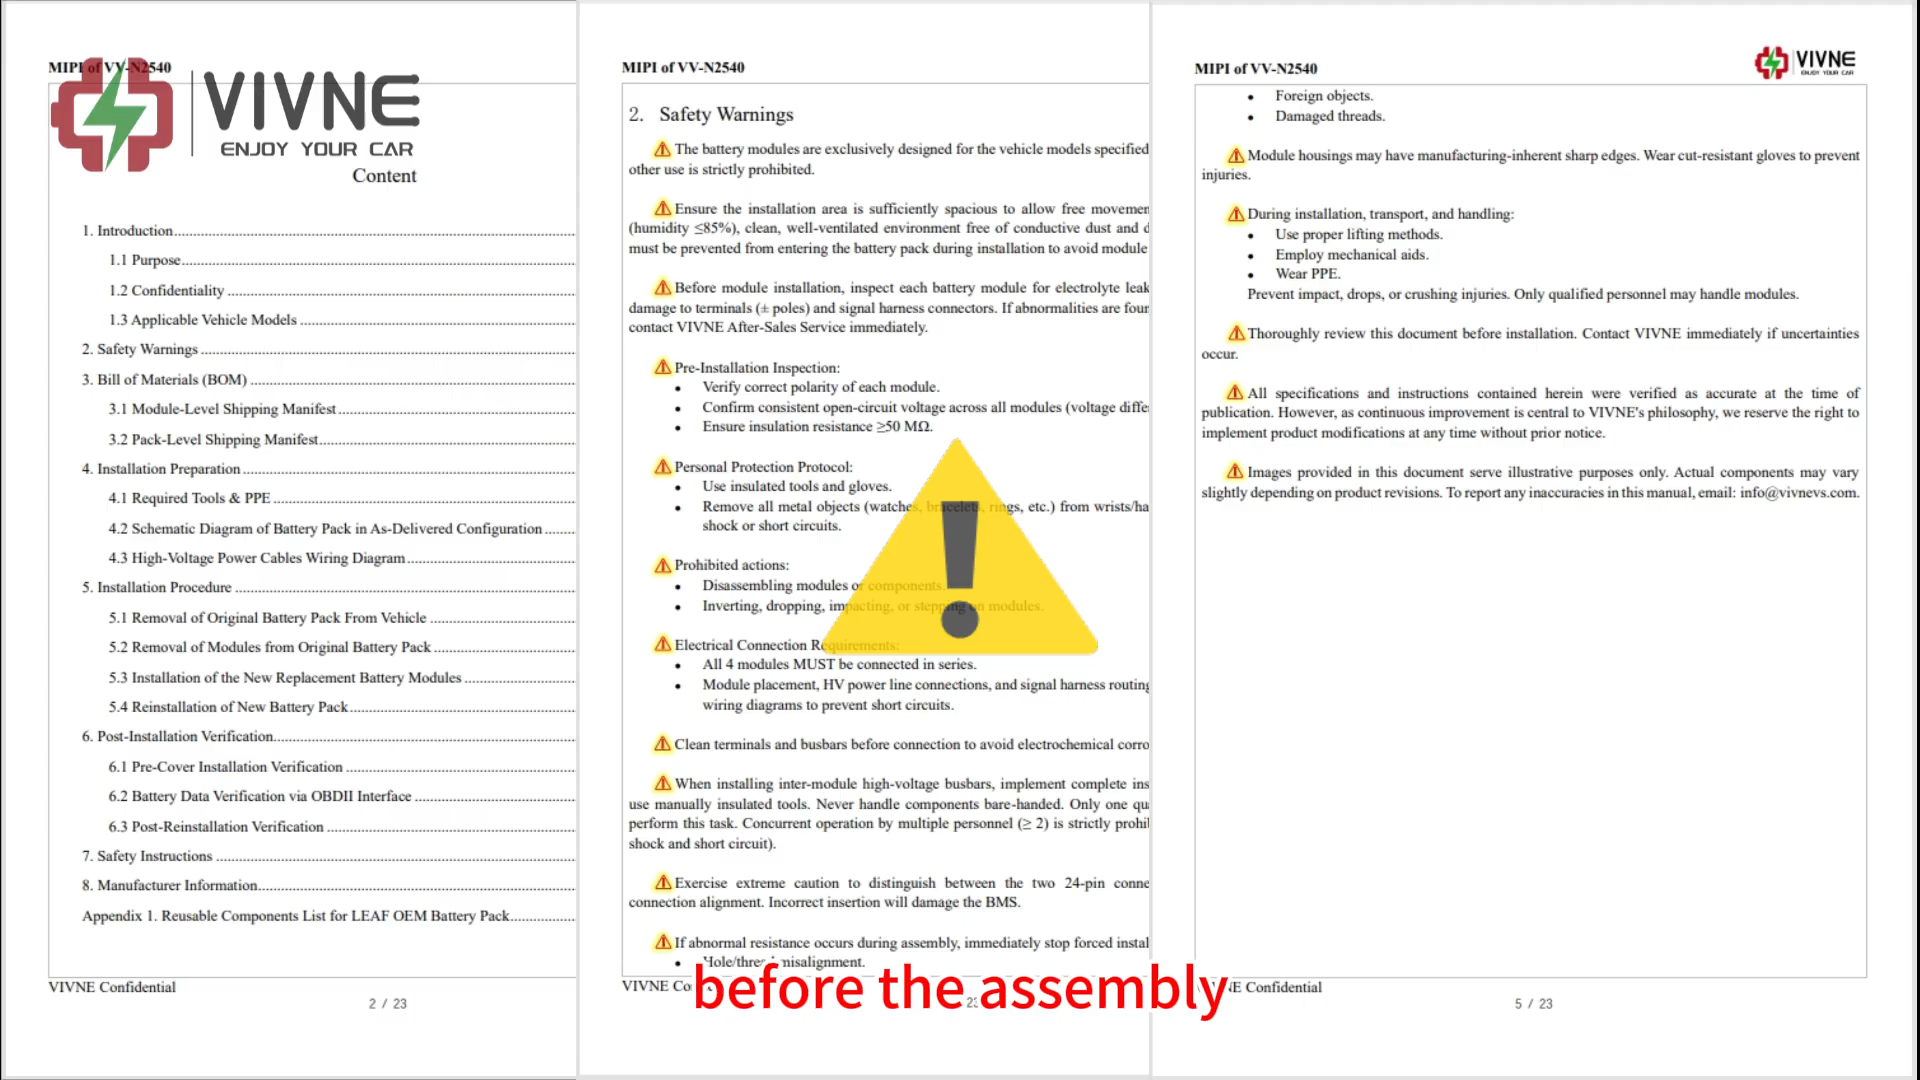 MIPI of VV-N2540
VIVNE
ENJOY YOUR CAR
Content
1. Introduction
1.1 Purpose
1.2 Confidentiality
1.3 Applicable Vehicle Models
2. Safety Warnings
3. Bill of Materials (BOM)
3.1 Module-Level Shipping Manifest
3.2 Pack-Level Shipping Manifest
4. Installation Preparation
4.1 Required Tools & PPE
4.2 Schematic Diagram of Battery Pack in As-Delivered Configuration
4.3 High-Voltage Power Cables Wiring Diagram
5. Installation Procedure
5.1 Removal of Original Battery Pack From Vehicle
5.2 Removal of Modules from Original Battery Pack
5.3 Installation of the New Replacement Battery Modules
5.4 Reinstallation of New Battery Pack
6. Post-Installation Verification
6.1 Pre-Cover Installation Verification
6.2 Battery Data Verification via OBDII Interface
6.3 Post-Reinstallation Verification
7. Safety Instructions
8. Manufacturer Information
Appendix 1. Reusable Components List for LEAF OEM Battery Pack
VIVNE Confidential
2 / 23
MIPI of VV-N2540
2. Safety Warnings
The battery modules are exclusively designed for the vehicle models specified
other use is strictly prohibited.
Ensure the installation area is sufficiently spacious to allow free
(humidity ≤85%), clean, well-ventilated environment free of conductive dust and
must be prevented from entering the battery pack during installation to avoid module
Before module installation, inspect each battery module for electrolyte
damage to terminals (± poles) and signal harness connectors. If abnormalities are
contact VIVNE After-Sales Service immediately.
Pre-Installation Inspection:
• Verify correct polarity of each module.
• Confirm consistent open-circuit voltage across all modules (voltage
• Ensure insulation resistance ≥50 MΩ.
Personal Protection Protocol:
• Use insulated tools and gloves.
• Remove all metal objects (watches, bracelets, rings, etc.) from
shock or short circuits.
Prohibited actions:
• Disassembling modules or components.
• Inverting, dropping, impacting, or stepping on modules.
Electrical Connection Requirements:
• All 4 modules MUST be connected in series.
• Module placement, HV power line connections, and signal harness routing
wiring diagrams to prevent short circuits.
Clean terminals and busbars before connection to avoid electrochemical
When installing inter-module high-voltage busbars, implement complete
use manually insulated tools. Never handle components bare-handed. Only one
perform this task. Concurrent operation by multiple personnel (≥ 2) is strictly
shock and short circuit).
Exercise extreme caution to distinguish between the two 24-pin
connection alignment. Incorrect insertion will damage the BMS.
If abnormal resistance occurs during assembly, immediately stop forced
• Hole/thread misalignment.
VIVNE
before the assembly
MIPI of VV-N2540
VIVNE
ENJOY YOUR CAR
• Foreign objects.
• Damaged threads.
Module housings may have manufacturing-inherent sharp edges. Wear cut-resistant gloves to prevent
injuries.
During installation, transport, and handling:
• Use proper lifting methods.
• Employ mechanical aids.
• Wear PPE.
Prevent impact, drops, or crushing injuries. Only qualified personnel may handle modules.
Thoroughly review this document before installation. Contact VIVNE immediately if uncertainties
occur.
All specifications and instructions contained herein were verified as accurate at the time of
publication. However, as continuous improvement is central to VIVNE's philosophy, we reserve the right to
implement product modifications at any time without prior notice.
Images provided in this document serve illustrative purposes only. Actual components may vary
slightly depending on product revisions. To report any inaccuracies in this manual, email: info@vivnevs.com.
Confidential
5 / 23